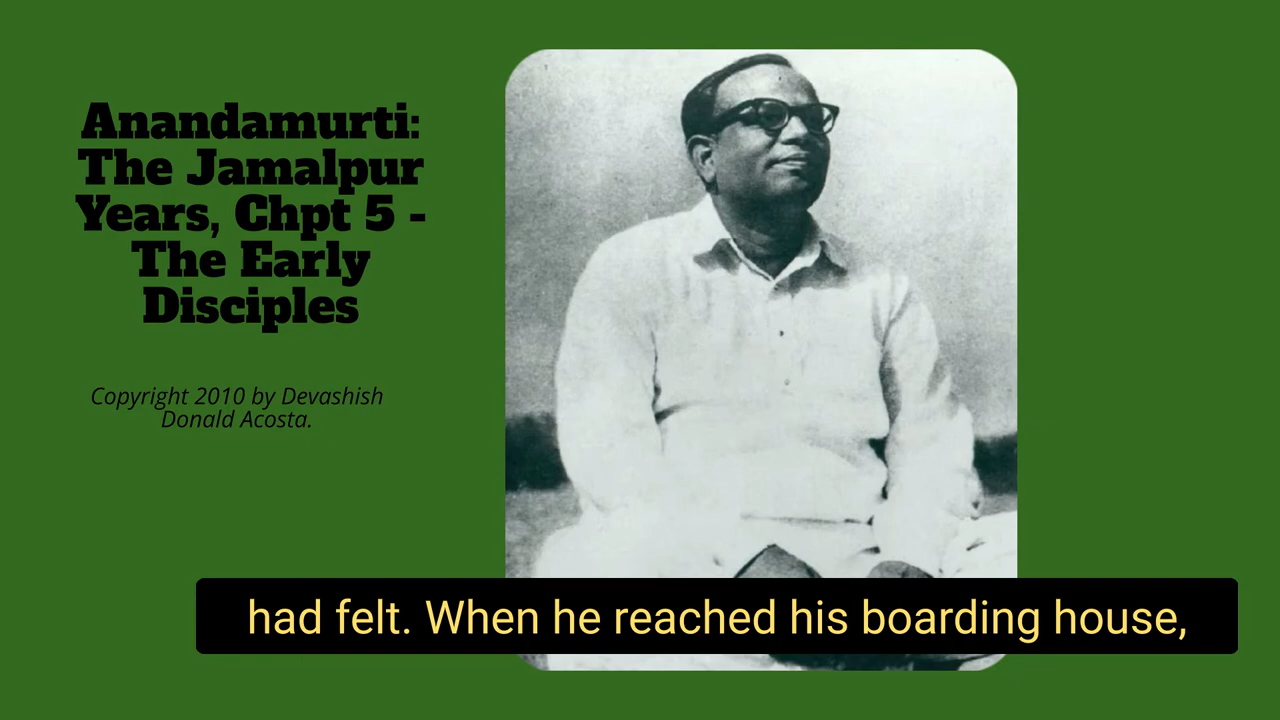 Anandamurti:
The Jamalpur
Years, Chpt 5 -
The Early
Disciples
Copyright 2010 by Devashish
Donald Acosta.
had felt. When he reached his boarding house,